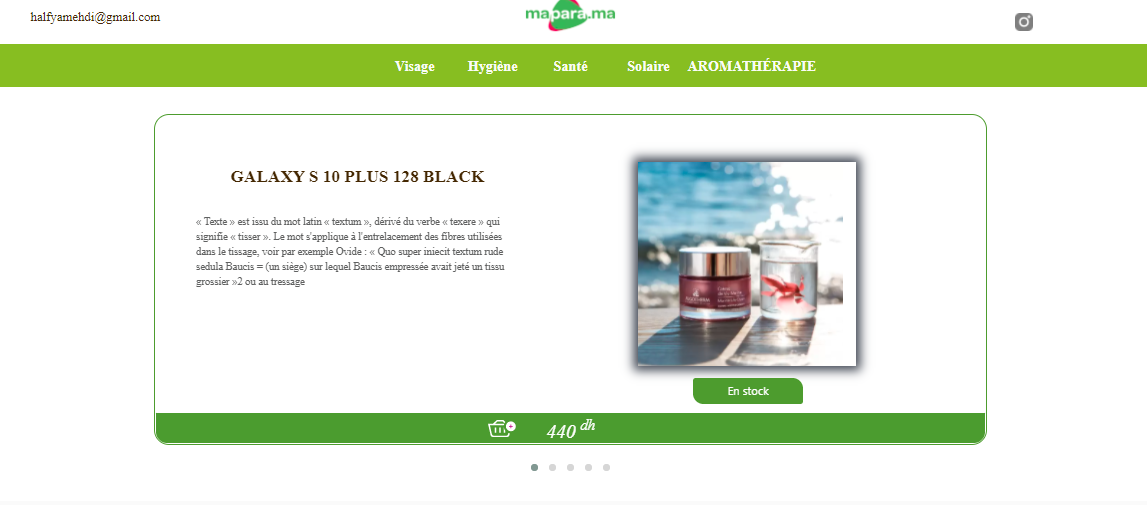 halfyamehdi@gmail.com
mapara.ma
Visage Hygiène Santé Solaire AROMATHÉRAPIE
GALAXY S 10 PLUS 128 BLACK
« Texte » est issu du mot latin « textum », dérivé du verbe « texere » qui
signifie « tisser ». Le mot s'applique à l'entrelacement des fibres utilisées
dans le tissage, voir par exemple Ovide : « Quo super iniecit textum rude
sedula Baucis = (un siège) sur lequel Baucis empressée avait jeté un tissu
grossier »2 ou au tressage
En stock
440 dh